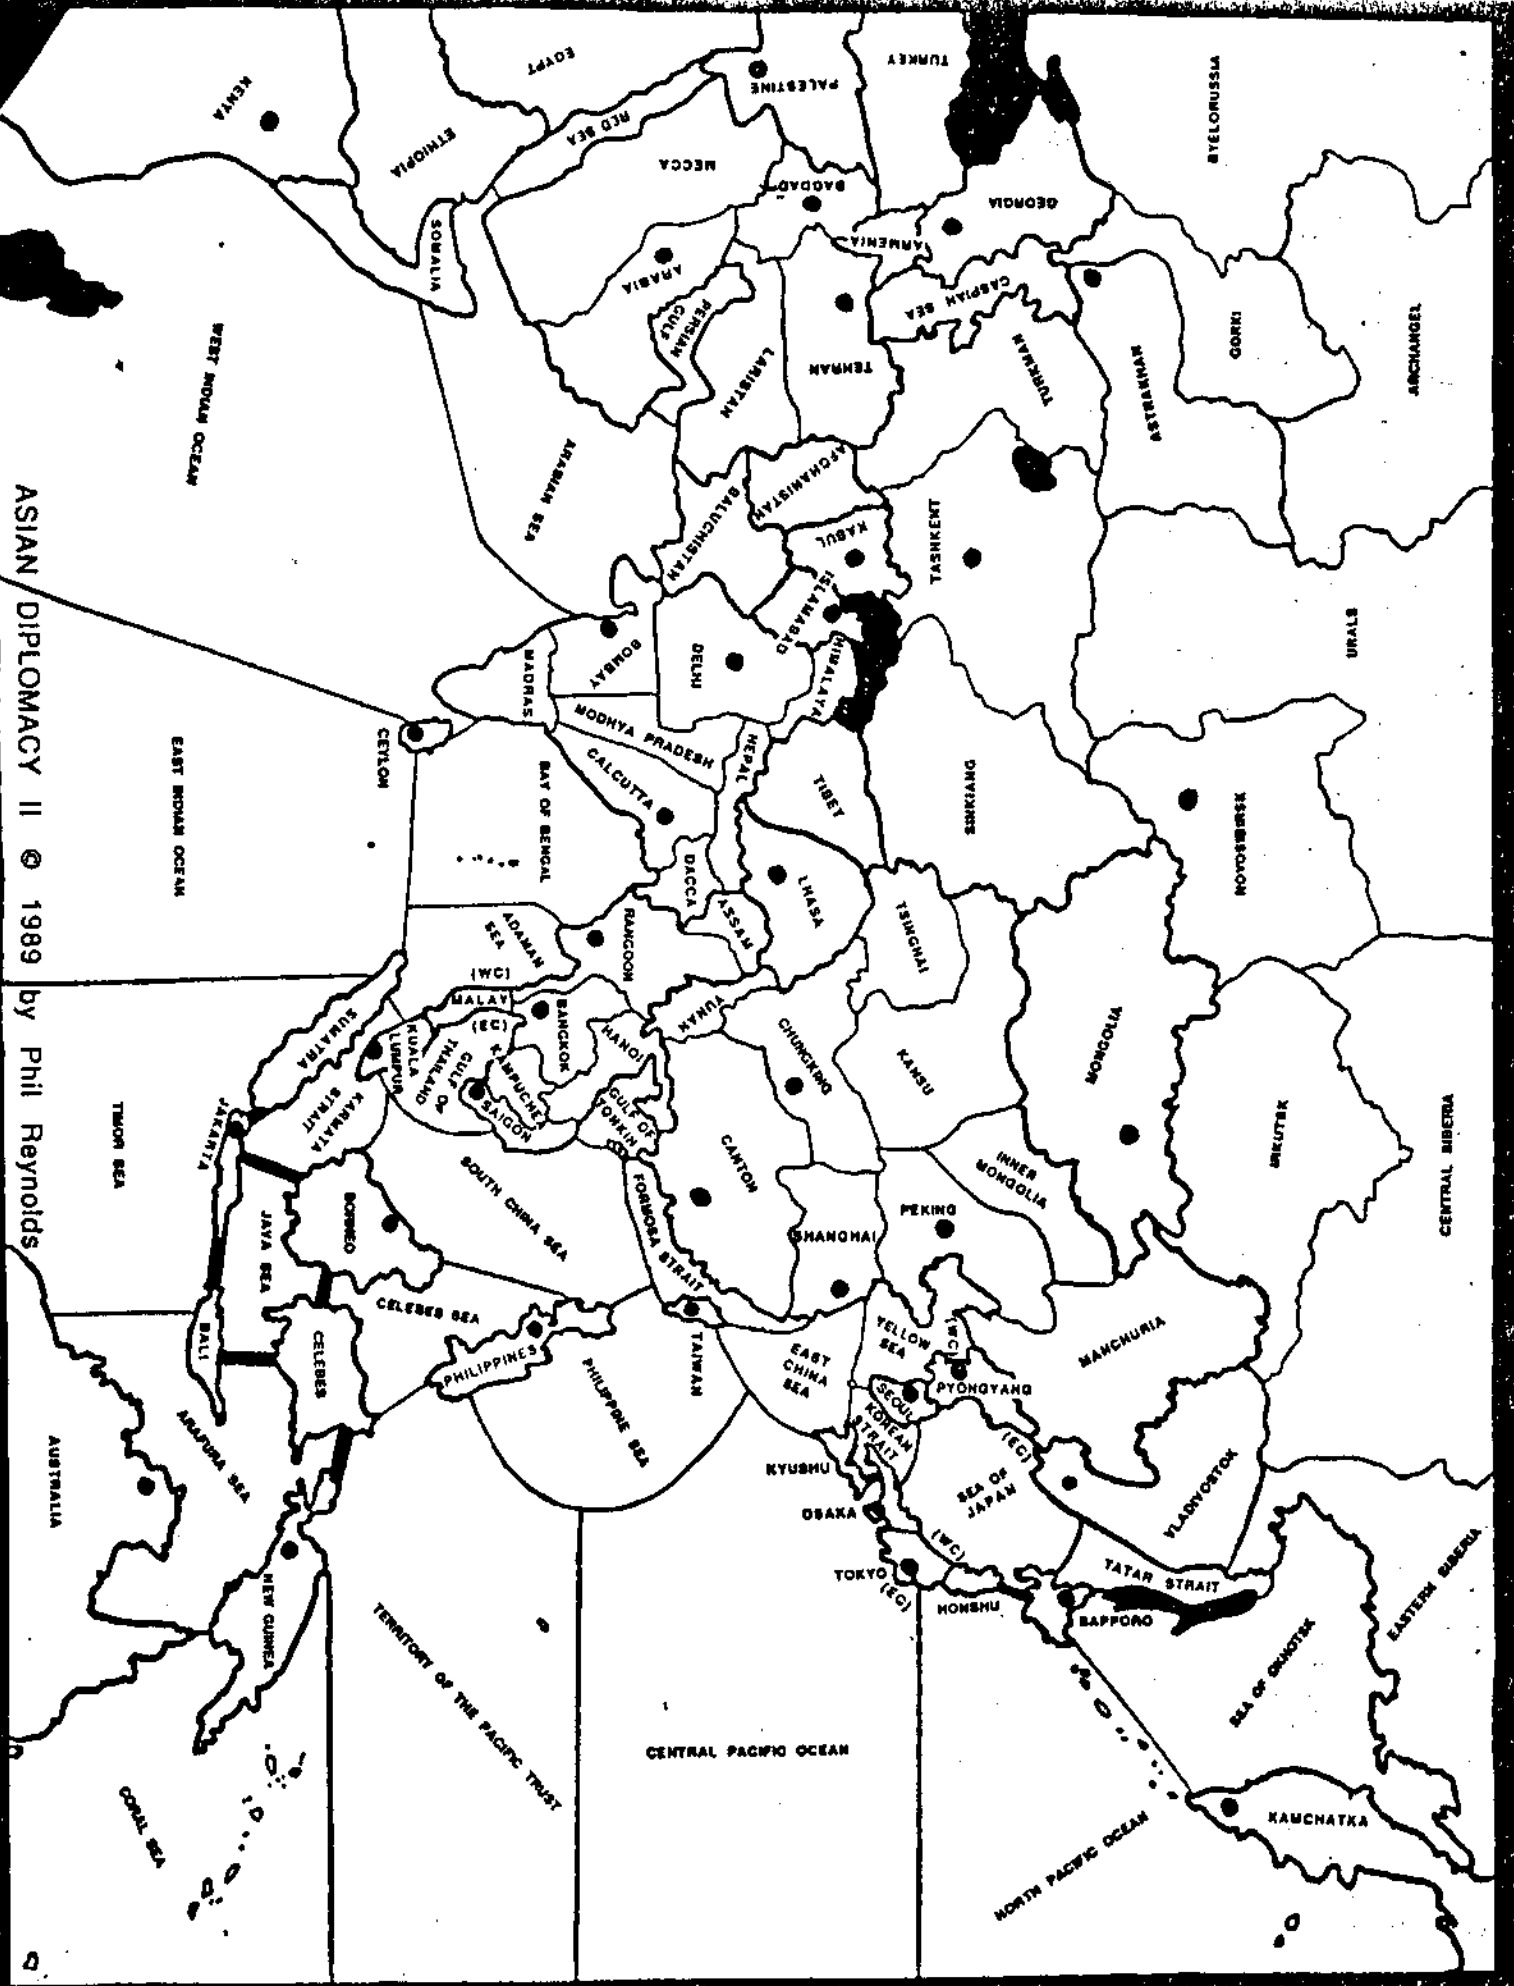 BYELORUSSIA
ARCHANGEL
URALS
CENTRAL SIBERIA
EASTERN SIBERIA
GORKI
ASTRAKHAN
NOVOSIBIRSK
IRKUTSK
TURKEY
GEORGIA
ARMENIA
CASPIAN SEA
TURKMAN
TASHKENT
SINKIANG
MONGOLIA
INNER
MONGOLIA
MANCHURIA
VLADIVOSTOK
TATAR STRAIT
SEA OF OKHOTSK
KAMCHATKA
EGYPT
PALESTINE
BAGDAD
MECCA
RED SEA
ARABIA
PERSIAN
GULF
TEHRAN
LARISTAN
AFGHANISTAN
BALUCHISTAN
KABUL
ISLAMABAD
HIMALAYA
TIBET
LHASA
TSINGHAI
KANSU
CHUNGKING
PEKING
SHANGHAI
CANTON
YUNAN
YELLOW
SEA
(WC)
PYONGYANG
(EC)
SEOUL
KOREAN
STRAIT
SEA OF
JAPAN
EAST
CHINA
SEA
KYUSHU
OSAKA
TOKYO
(WC)
(EC)
HONSHU
SAPPORO
KENYA
ETHIOPIA
SOMALIA
ARABIAN SEA
DELHI
BOMBAY
MADRAS
MODHYA PRADESH
NEPAL
CALCUTTA
DACCA
ASSAM
RANGOON
CEYLON
BAY OF BENGAL
ADAMAN
SEA
(WC)
MALAY
(EC)
BANGKOK
HANOI
KAMPUCHEA
SAIGON
GULF OF
TONKIN
GULF
OF
THAILAND
KUALA
LUMPUR
FORMOSA STRAIT
TAIWAN
SOUTH CHINA SEA
PHILIPPINES
PHILIPPINE SEA
SUMATRA
KARMATA
STRAIT
JAKARTA
JAVA SEA
BORNEO
CELEBES SEA
CELEBES
BALI
WEST INDIAN OCEAN
EAST INDIAN OCEAN
TIMOR SEA
ARAFURA SEA
AUSTRALIA
NEW GUINEA
CORAL SEA
TERRITORY OF THE PACIFIC TRUST
CENTRAL PACIFIC OCEAN
NORTH PACIFIC OCEAN
ASIAN DIPLOMACY II © 1989 by Phil Reynolds